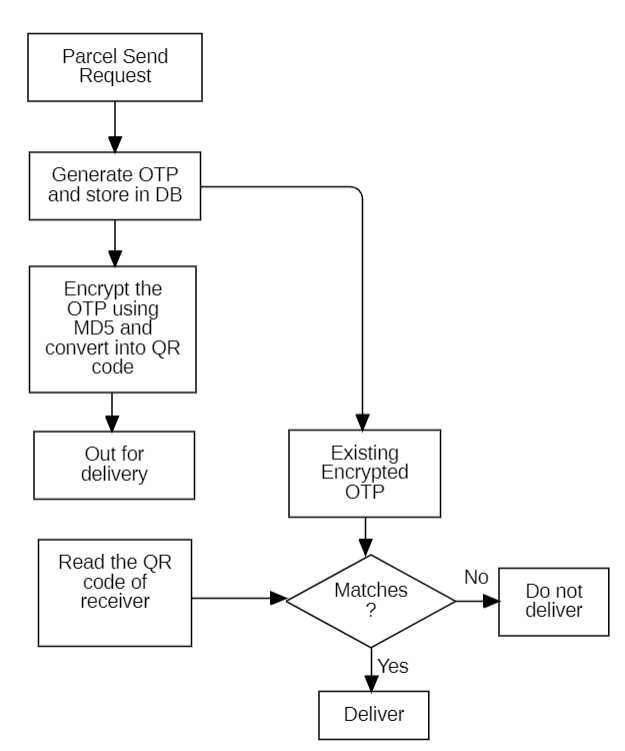 Parcel Send
Request
Generate OTP
and store in DB
Encrypt the
OTP using
MD5 and
convert into QR
code
Out for
delivery
Existing
Encrypted
OTP
Read the QR
code of
receiver
Matches
?
No
Do not
deliver
Yes
Deliver